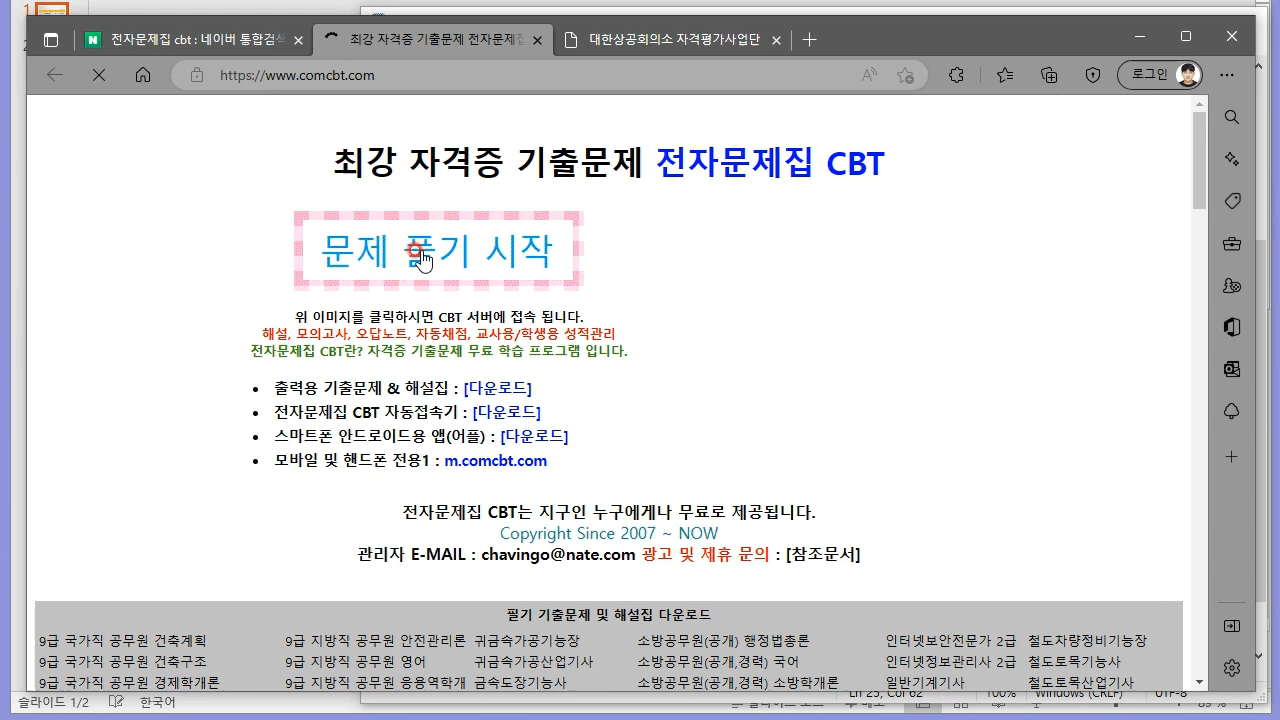 전자문제집 cbt : 네이버 통합검색
최강 자격증 기출문제 전자문제집
대한상공회의소 자격평가사업단
https://www.comcbt.com
로그인
최강 자격증 기출문제 전자문제집 CBT
문제 풀기 시작
위 이미지를 클릭하시면 CBT 서버에 접속 됩니다.
해설, 모의고사, 오답노트, 자동채점, 교사용/학생용 성적관리
전자문제집 CBT란? 자격증 기출문제 무료 학습 프로그램 입니다.
• 출력용 기출문제 & 해설집 : [다운로드]
• 전자문제집 CBT 자동접속기 : [다운로드]
• 스마트폰 안드로이드용 앱(어플) : [다운로드]
• 모바일 및 핸드폰 전용1 : m.comcbt.com
전자문제집 CBT는 지구인 누구에게나 무료로 제공됩니다.
Copyright Since 2007 ~ NOW
관리자 E-MAIL : chavingo@nate.com 광고 및 제휴 문의 : [참조문서]
필기 기출문제 및 해설집 다운로드
9급 국가직 공무원 건축계획 9급 지방직 공무원 안전관리론 귀금속가공기능장 소방공무원(공개) 행정법총론 인터넷보안전문가 2급 철도차량정비기능장
9급 국가직 공무원 건축구조 9급 지방직 공무원 영어 귀금속가공산업기사 소방공무원(공개,경력) 국어 인터넷정보관리사 2급 철도토목기능사
9급 국가직 공무원 경제학개론 9급 지방직 공무원 응용역학개 금속도장기능사 소방공무원(공개,경력) 소방학개론 일반기계기사 철도토목산업기사
슬라이드 1/2 한국어 Ln 25, Col 62 100% Windows (CRLF) UTF-8